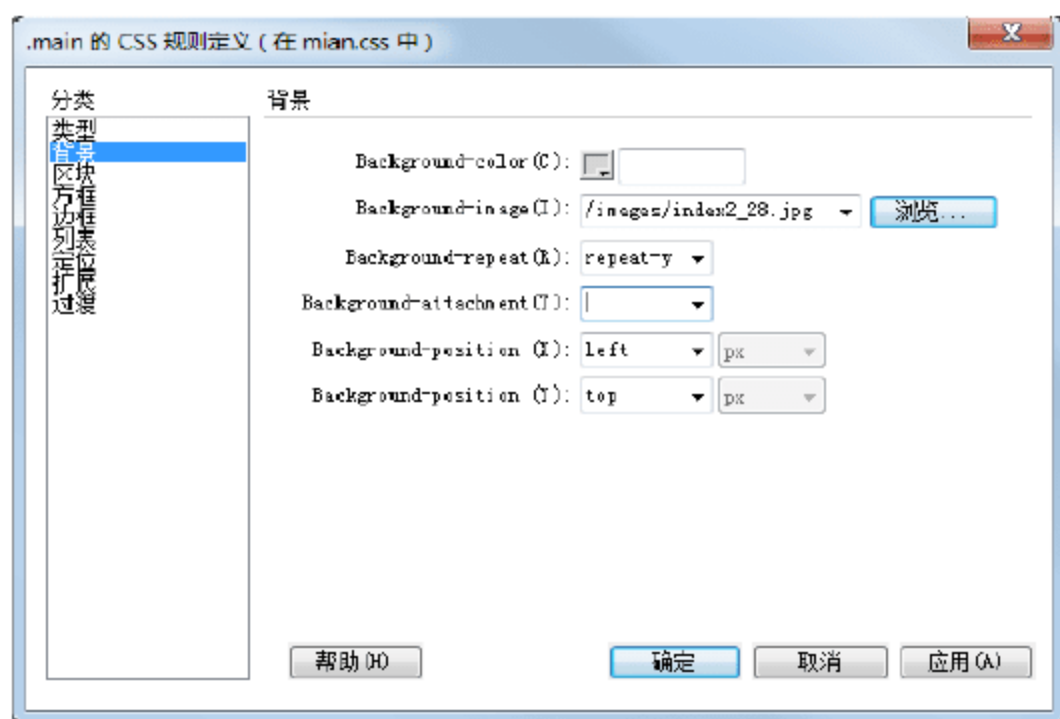 .main 的 CSS 规则定义 ( 在 mian.css 中 )
分类
类型
背景
区块
方框
边框
列表
定位
扩展
过渡
背景
Background-color(C):
Background-image(I): /images/index2_28.jpg 浏览...
Background-repeat(R): repeat-y
Background-attachment(T):
Background-position (X): left px
Background-position (Y): top px
帮助(H) 确定 取消 应用(A)